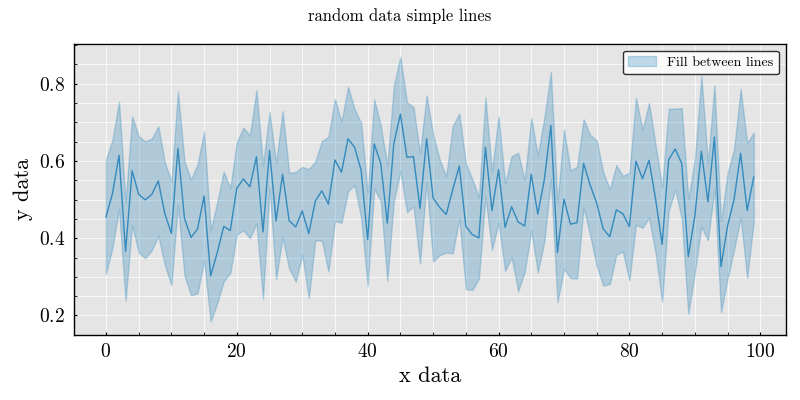 random data simple lines
Fill between lines
0.8
0.6
0.4
0.2
y data
0 20 40 60 80 100
x data